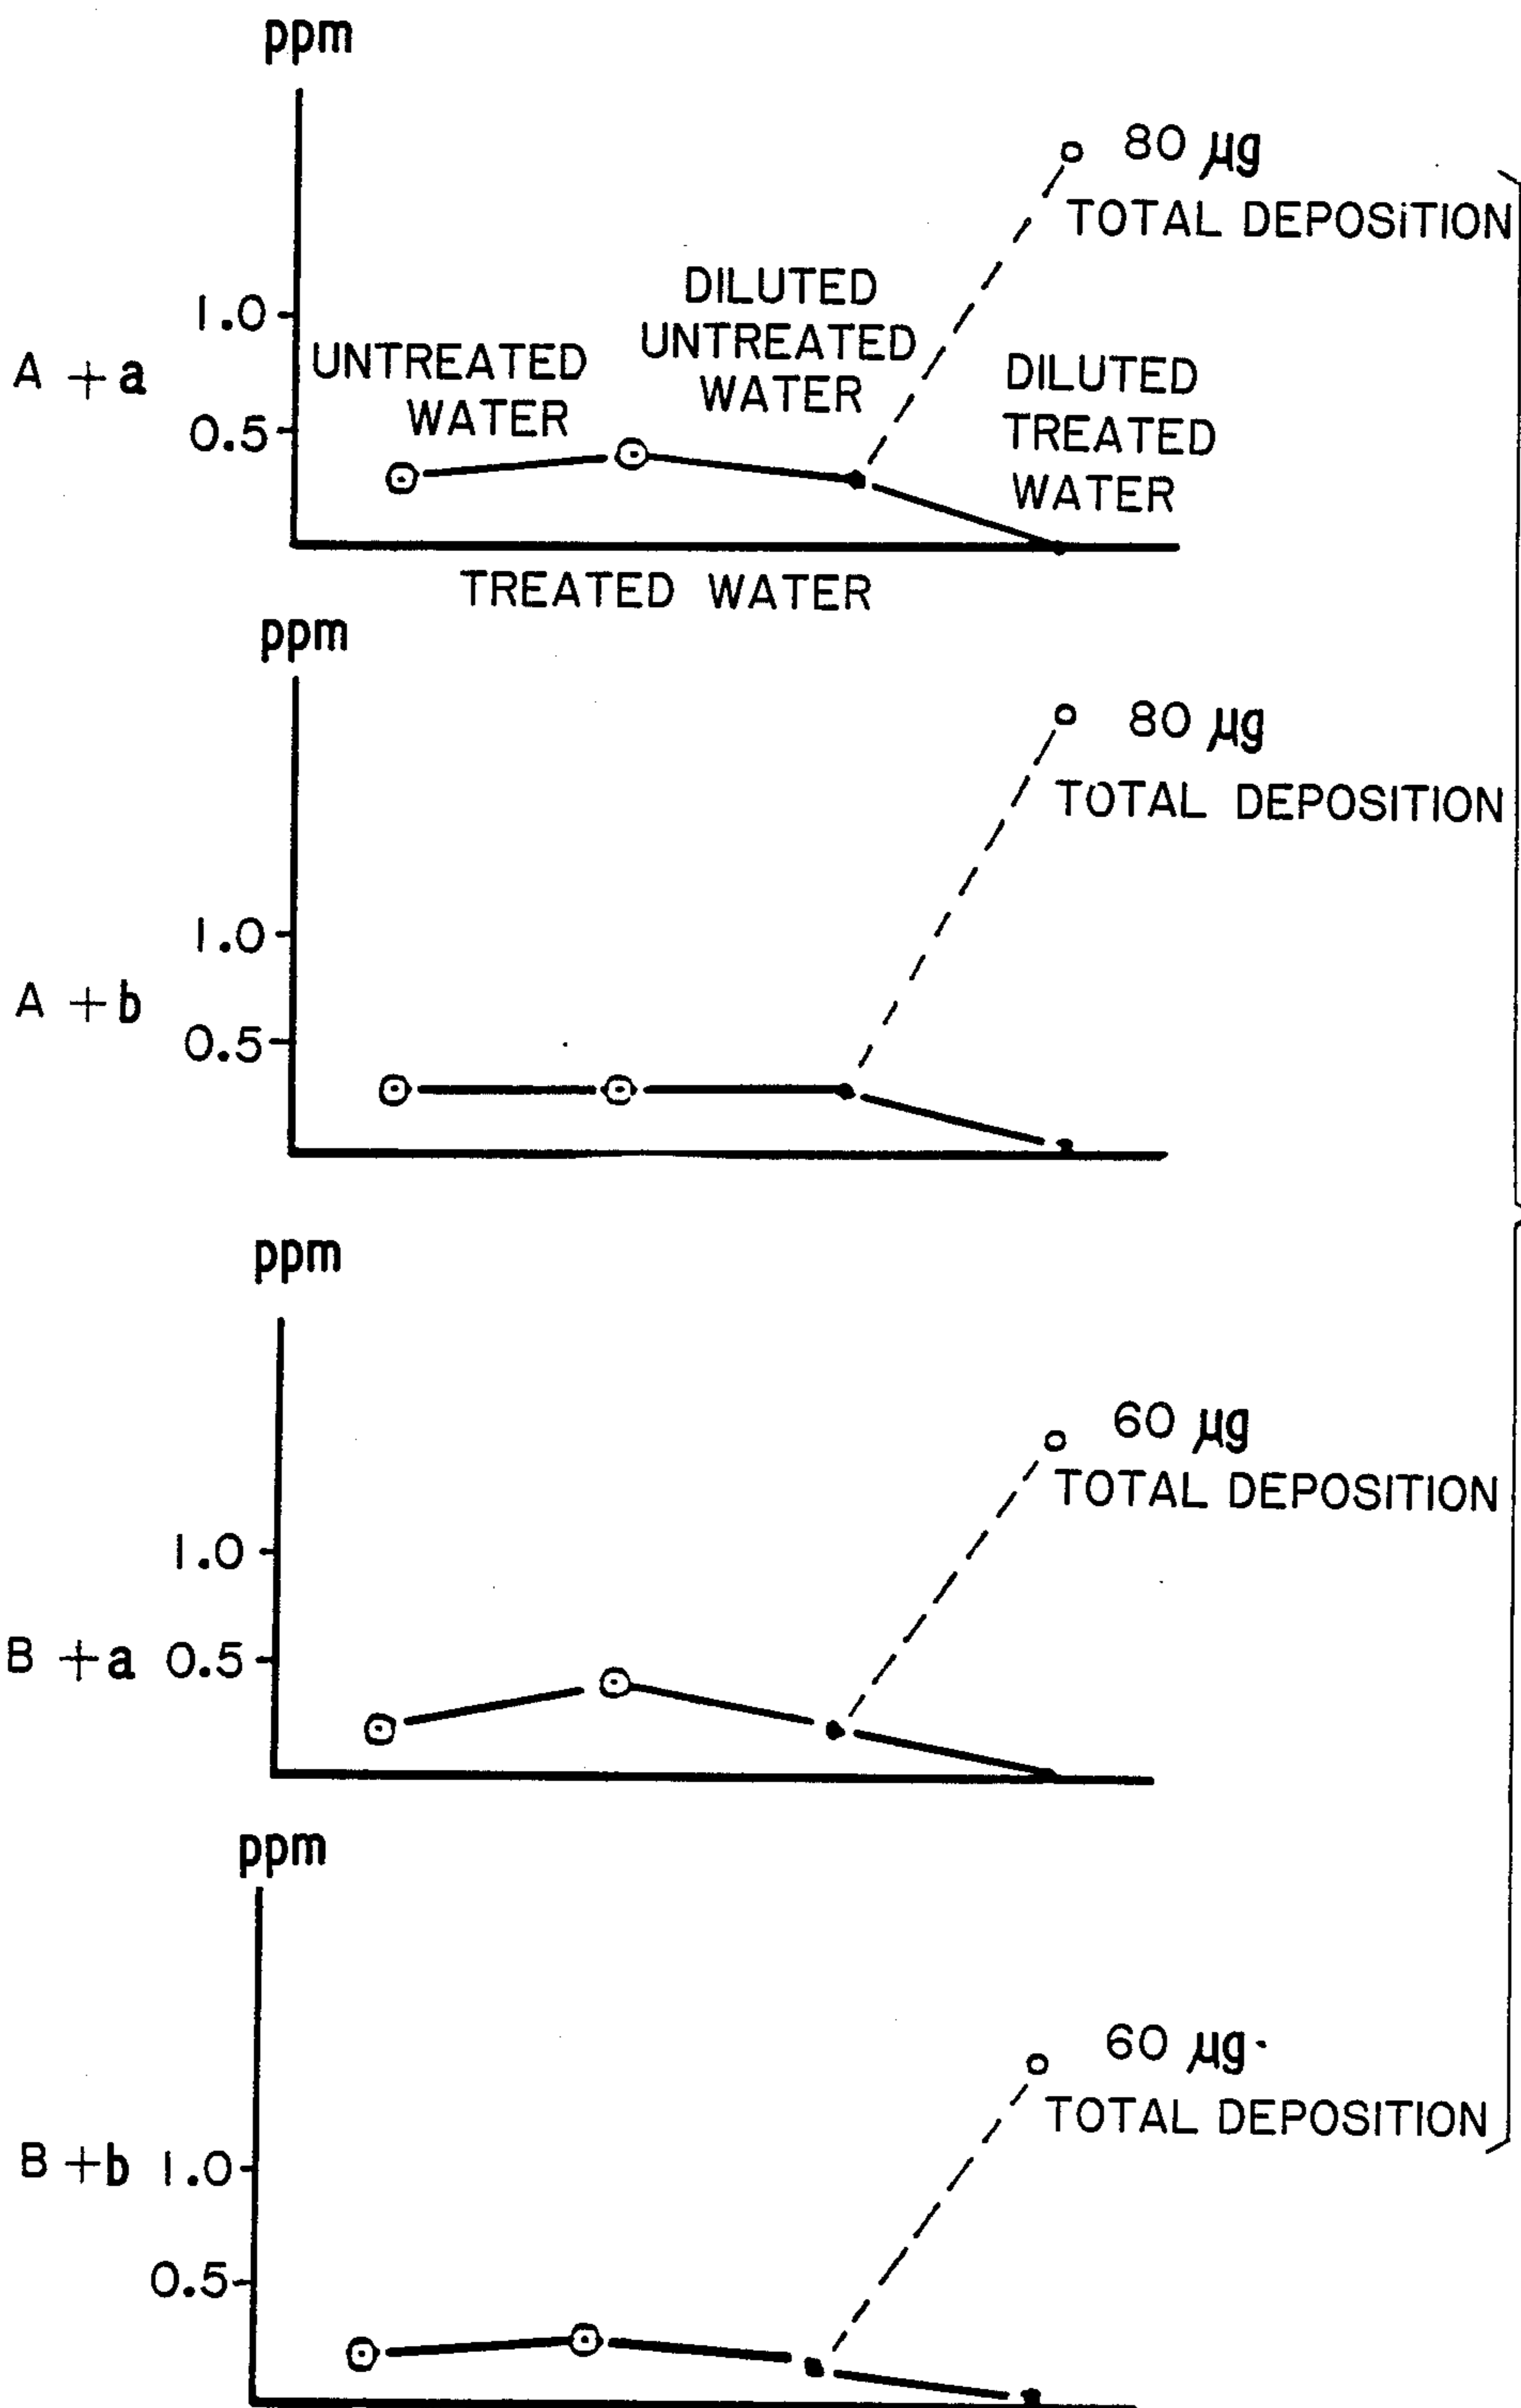 ppm
80 µg
TOTAL DEPOSITION
DILUTED
UNTREATED
WATER
1.0
UNTREATED
WATER
DILUTED
TREATED
WATER
A + a
0.5
TREATED WATER
ppm
80 µg
TOTAL DEPOSITION
1.0
A + b
0.5
ppm
60 µg
TOTAL DEPOSITION
1.0
B + a 0.5
ppm
60 µg
TOTAL DEPOSITION
B + b 1.0
0.5